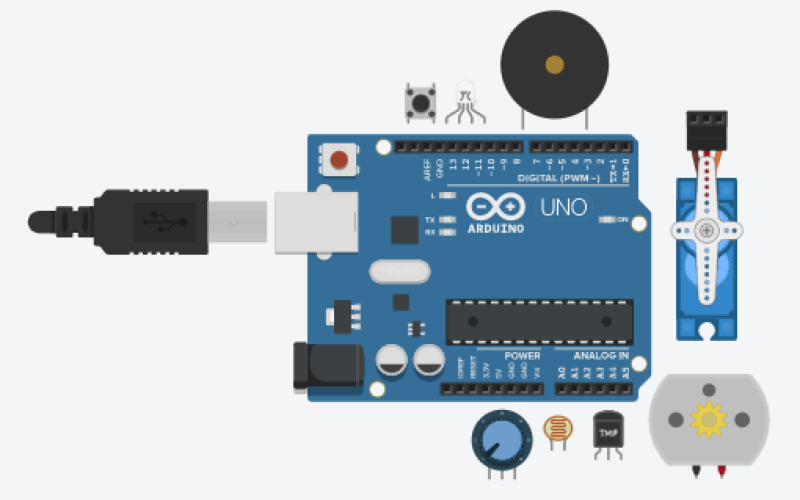 AREF
GND
13
12
~11
~10
~9
8
7
~6
~5
4
~3
2
TX→1
RX←0
DIGITAL (PWM~)
L
TX
RX
UNO
ON
ARDUINO
POWER
ANALOG IN
IOREF
RESET
3.3V
5V
GND
GND
Vin
A0
A1
A2
A3
A4
A5
TMP